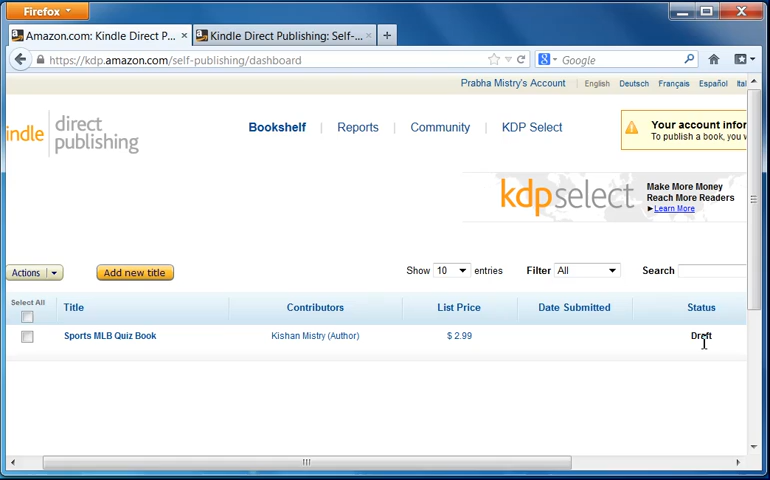 Firefox
Amazon.com: Kindle Direct P...
Kindle Direct Publishing: Self-...
https://kdp.amazon.com/self-publishing/dashboard
Google
Prabha Mistry's Account
English
Deutsch
Français
Español
indle direct publishing
Bookshelf
Reports
Community
KDP Select
Your account infor
To publish a book, you w
kdpselect
Make More Money
Reach More Readers
Learn More
Actions
Add new title
Show 10 entries
Filter All
Search
Select All
Title
Contributors
List Price
Date Submitted
Status
Sports MLB Quiz Book
Kishan Mistry (Author)
$ 2.99
Draft